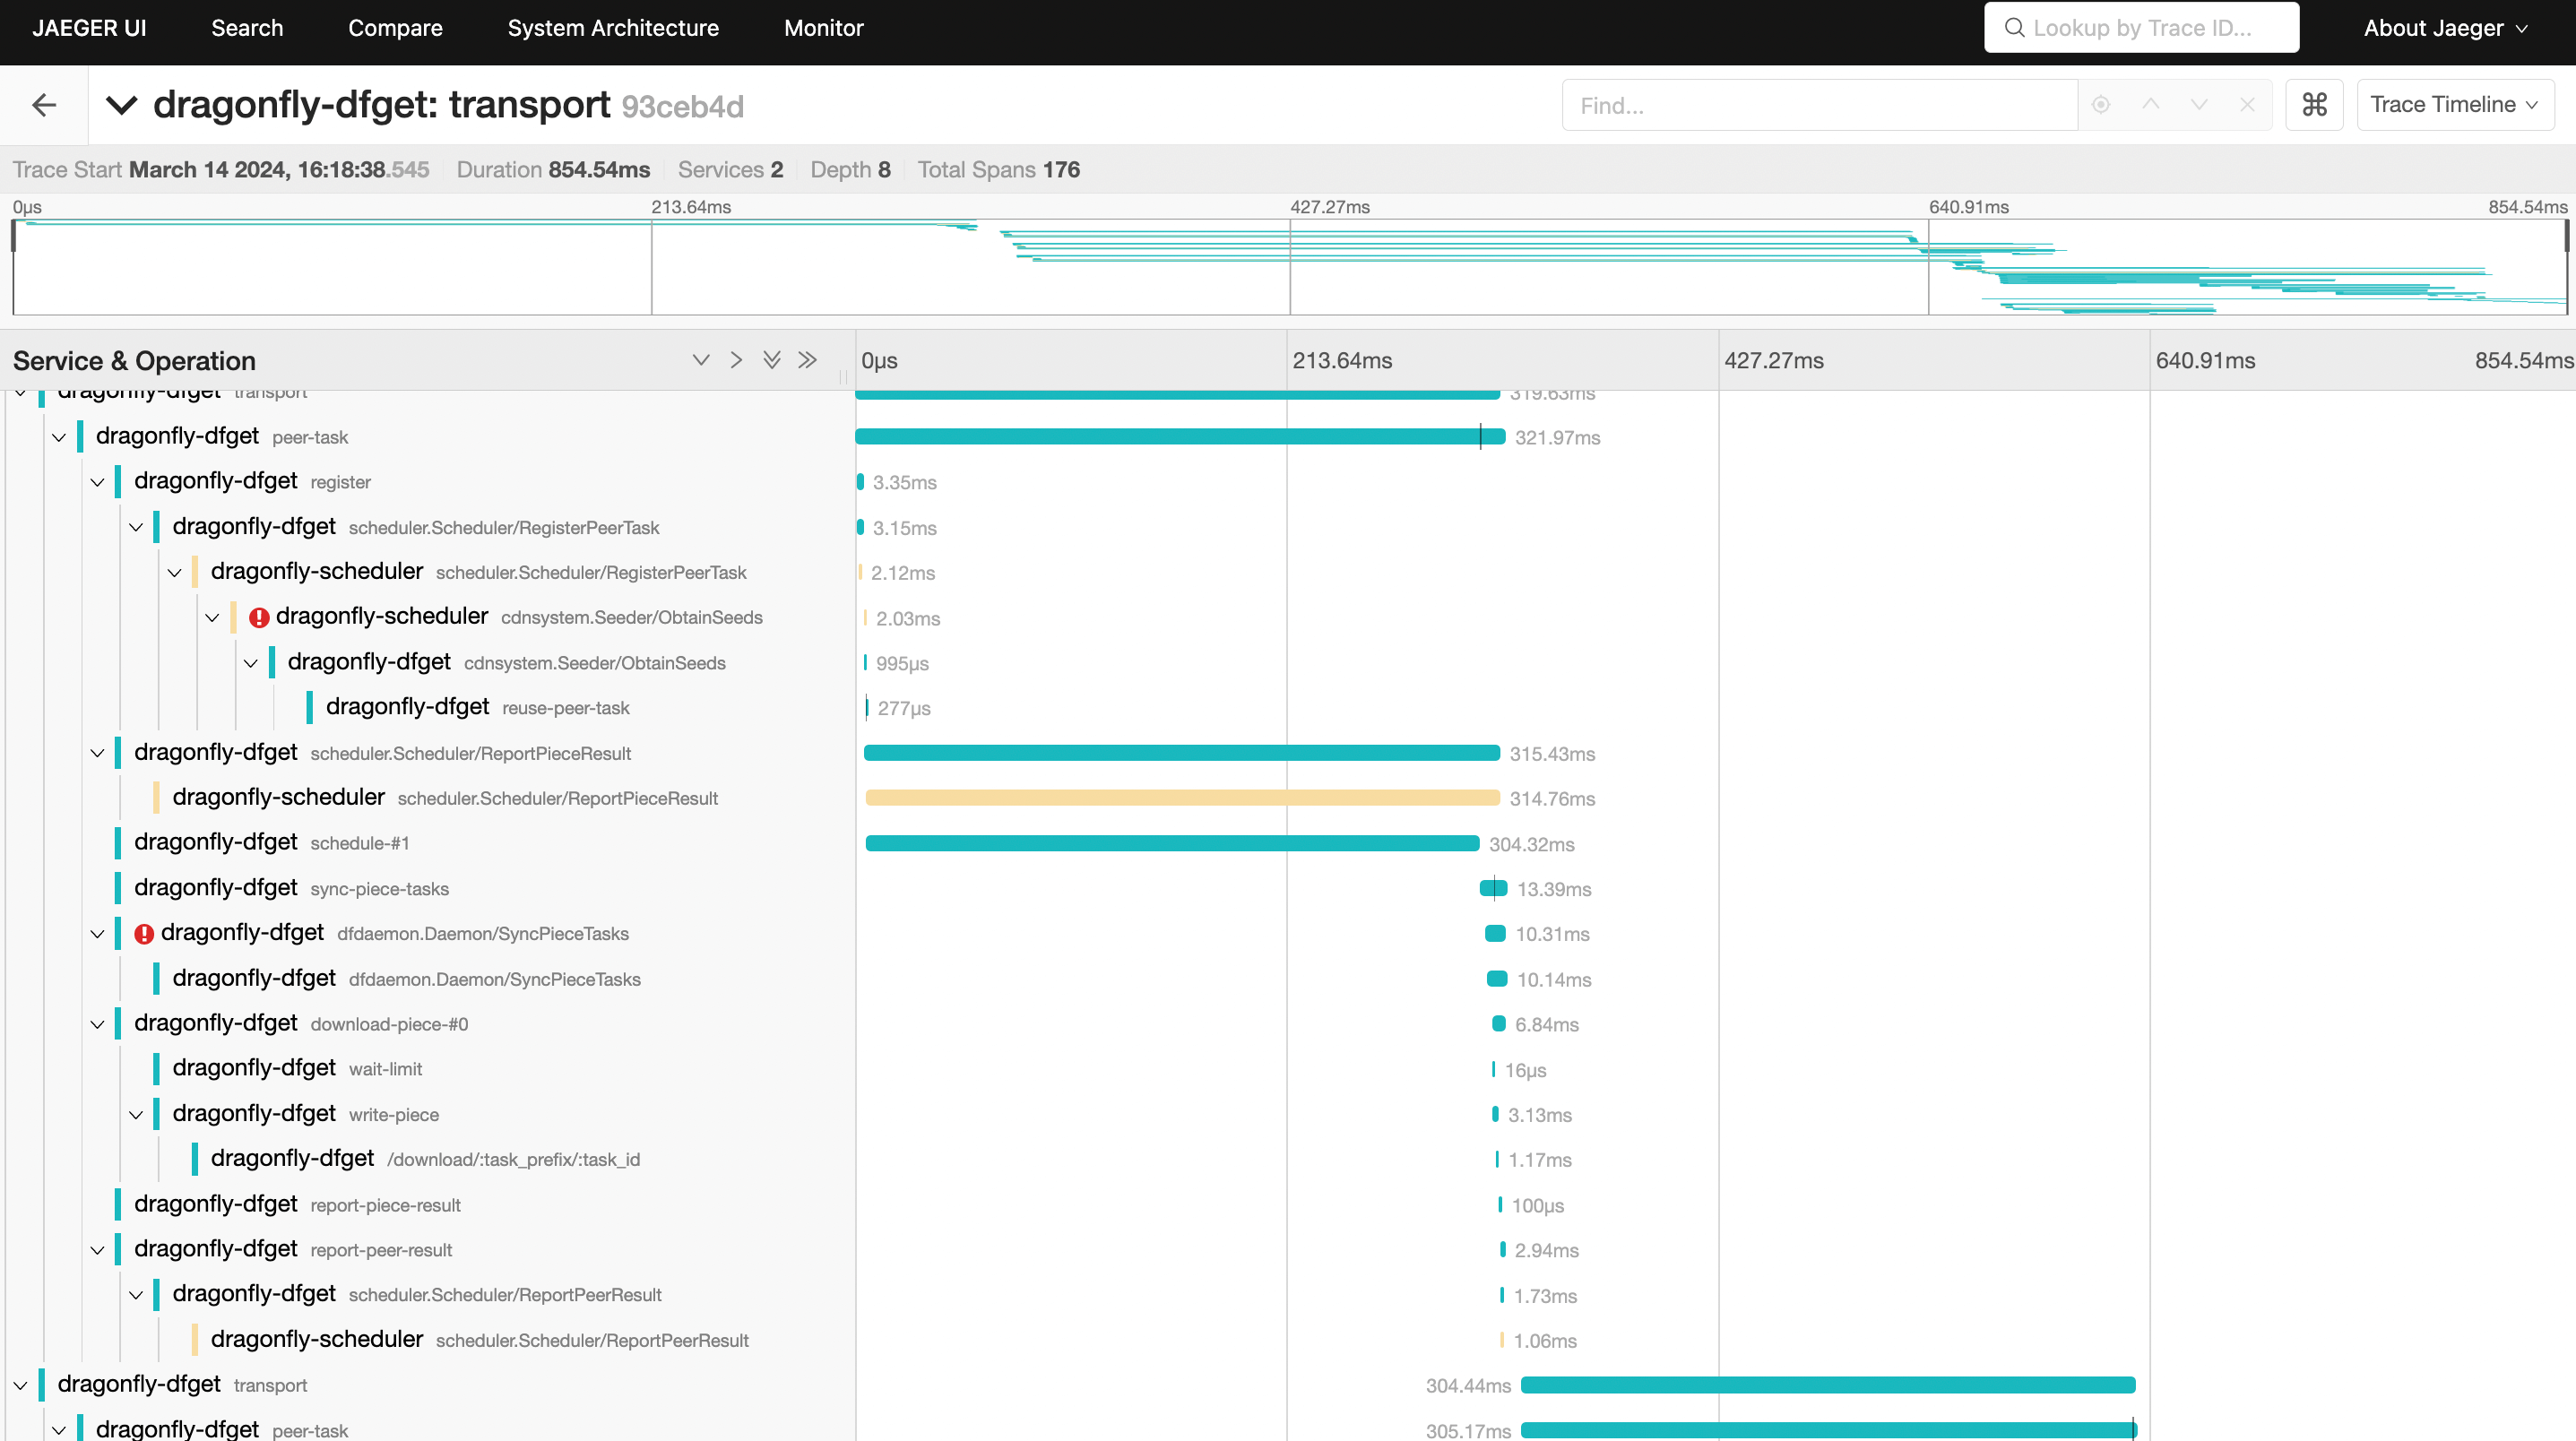 JAEGER UI Search Compare System Architecture Monitor Lookup by Trace ID... About Jaeger
dragonfly-dfget: transport 93ceb4d Find... Trace Timeline
Trace Start March 14 2024, 16:18:38.545 Duration 854.54ms Services 2 Depth 8 Total Spans 176
0μs 213.64ms 427.27ms 640.91ms 854.54ms
Service & Operation 0μs 213.64ms 427.27ms 640.91ms 854.54ms
dragonfly-dfget transport 319.63ms
dragonfly-dfget peer-task 321.97ms
dragonfly-dfget register 3.35ms
dragonfly-dfget scheduler.Scheduler/RegisterPeerTask 3.15ms
dragonfly-scheduler scheduler.Scheduler/RegisterPeerTask 2.12ms
dragonfly-scheduler cdnsystem.Seeder/ObtainSeeds 2.03ms
dragonfly-dfget cdnsystem.Seeder/ObtainSeeds 995μs
dragonfly-dfget reuse-peer-task 277μs
dragonfly-dfget scheduler.Scheduler/ReportPieceResult 315.43ms
dragonfly-scheduler scheduler.Scheduler/ReportPieceResult 314.76ms
dragonfly-dfget schedule-#1 304.32ms
dragonfly-dfget sync-piece-tasks 13.39ms
dragonfly-dfget dfdaemon.Daemon/SyncPieceTasks 10.31ms
dragonfly-dfget dfdaemon.Daemon/SyncPieceTasks 10.14ms
dragonfly-dfget download-piece-#0 6.84ms
dragonfly-dfget wait-limit 16μs
dragonfly-dfget write-piece 3.13ms
dragonfly-dfget /download/:task_prefix/:task_id 1.17ms
dragonfly-dfget report-piece-result 100μs
dragonfly-dfget report-peer-result 2.94ms
dragonfly-dfget scheduler.Scheduler/ReportPeerResult 1.73ms
dragonfly-scheduler scheduler.Scheduler/ReportPeerResult 1.06ms
dragonfly-dfget transport 304.44ms
dragonfly-dfget peer-task 305.17ms